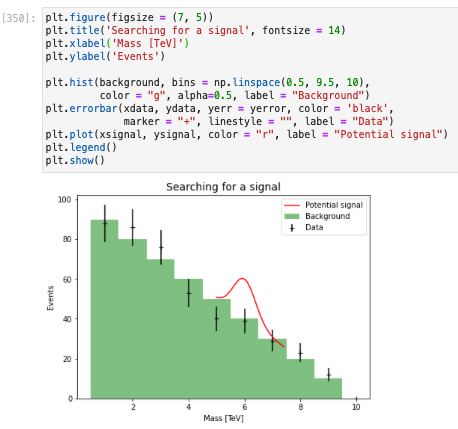 [350]: plt.figure(figsize = (7, 5))
plt.title('Searching for a signal', fontsize = 14)
plt.xlabel('Mass [TeV]')
plt.ylabel('Events')
plt.hist(background, bins = np.linspace(0.5, 9.5, 10),
color = "g", alpha=0.5, label = "Background")
plt.errorbar(xdata, ydata, yerr = yerror, color = 'black',
marker = "+", linestyle = "", label = "Data")
plt.plot(xsignal, ysignal, color = "r", label = "Potential signal")
plt.legend()
plt.show()
Searching for a signal
100
80
60
40
20
0
Events
Potential signal
Background
Data
2 4 6 8 10
Mass [TeV]